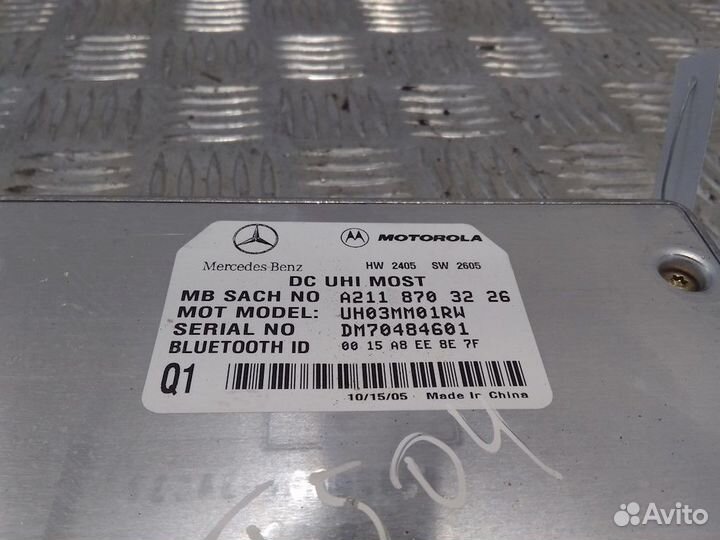 Mercedes-Benz
MOTOROLA
HW 2405 SW 2605
DC UHI MOST
MB SACH NO A211 870 32 26
MOT MODEL: UH03MM01RW
SERIAL NO DM70484601
BLUETOOTH ID 00 15 A8 EE 8E 7F
Q1
10/15/05 Made In China
504
Avito